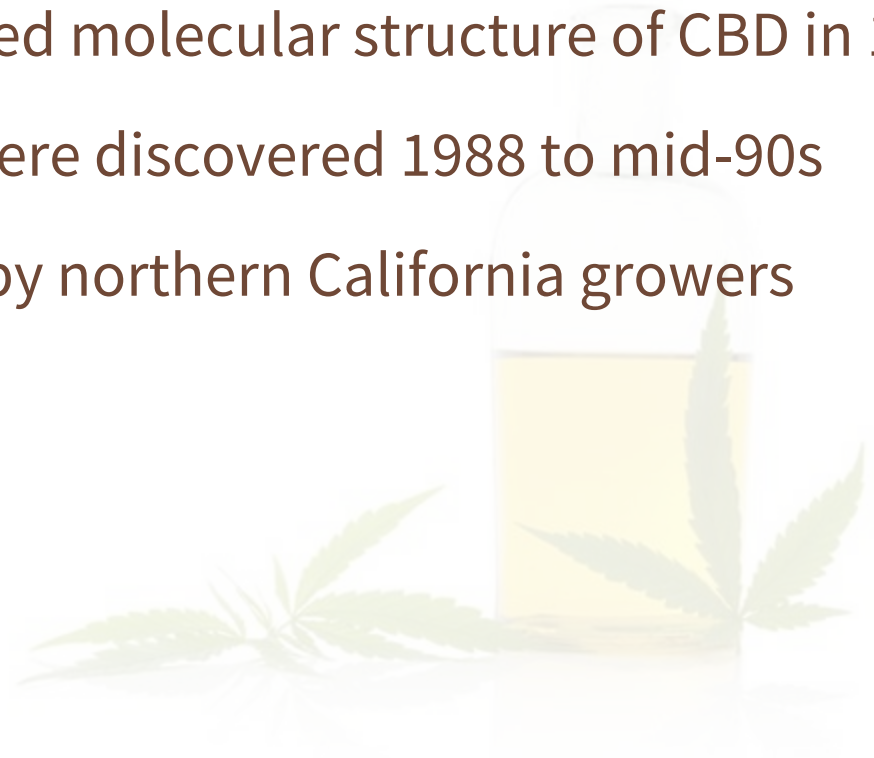 ed molecular structure of CBD in
ere discovered 1988 to mid-90s
by northern California growers